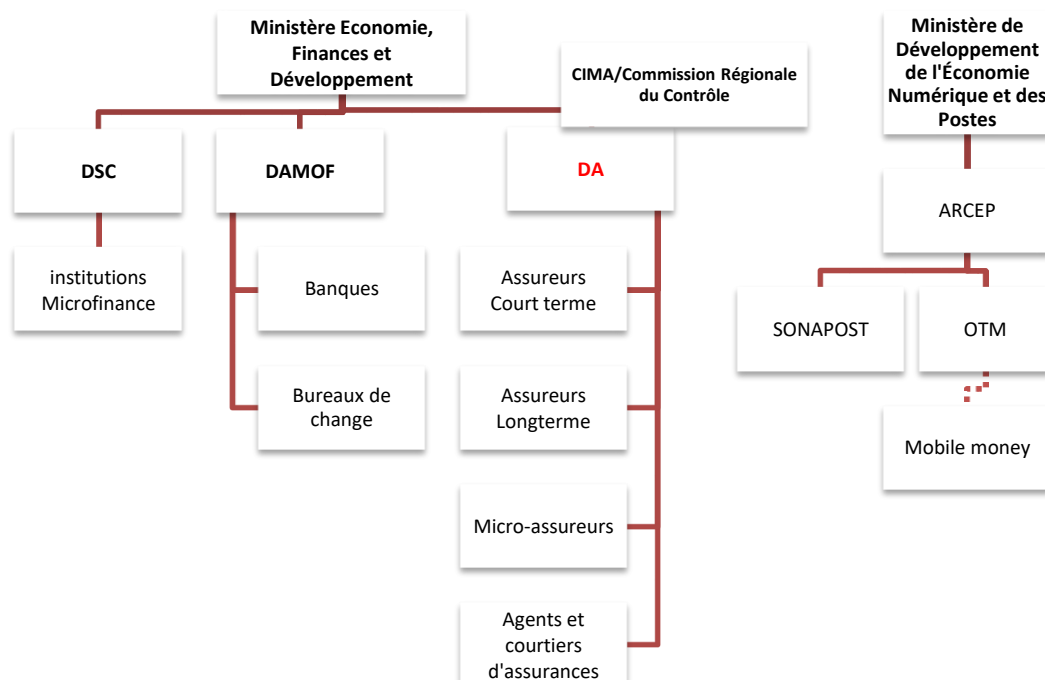 Ministère Economie,
Finances et
Développement
CIMA/Commission Régionale
du Contrôle
Ministère de
Développement
de l'Économie
Numérique et des
Postes
DSC
DAMOF
DA
ARCEP
institutions
Microfinance
Banques
Assureurs
Court terme
SONAPOST
OTM
Bureaux de
change
Assureurs
Longterme
Mobile money
Micro-assureurs
Agents et
courtiers
d'assurances